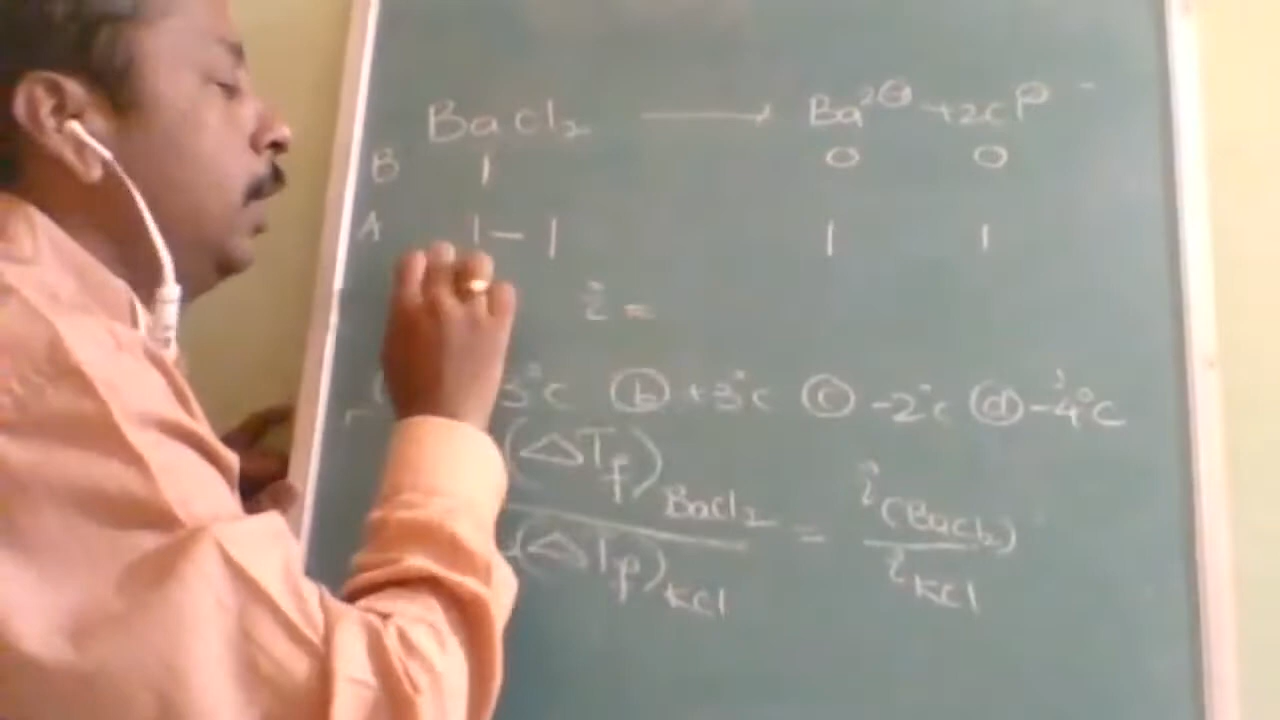 BaCl₂ ⟶ Ba²⊕ + 2Cl⊖
B 1 0 0
A 1 – 1 1 1
i =
3°C ⓑ +3°C ⓒ -2°C ⓓ -4°C
(ΔTf)BaCl₂ / (ΔTf)KCl = i(BaCl₂) / iKCl